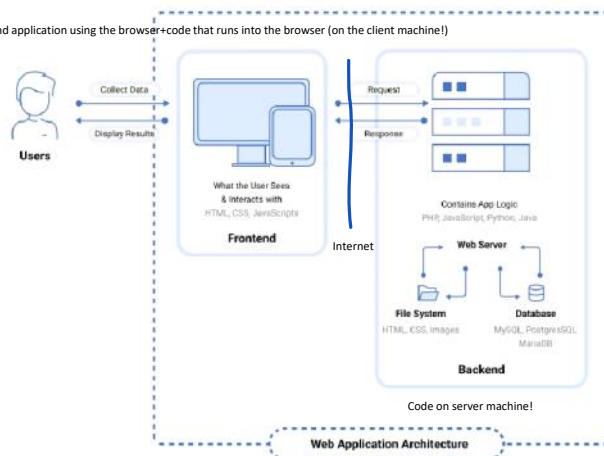 nd application using the browser+code that runs into the browser (on the client machine!)
Collect Data
Display Results
Users
What the User Sees
& Interacts with
HTML, CSS, JavaScripts
Frontend
Request
Response
Internet
Contains App Logic
PHP, JavaScript, Python, Java
Web Server
File System
HTML, CSS, Images
Database
MySQL, PostgresSQL,
MariaDB
Backend
Code on server machine!
Web Application Architecture